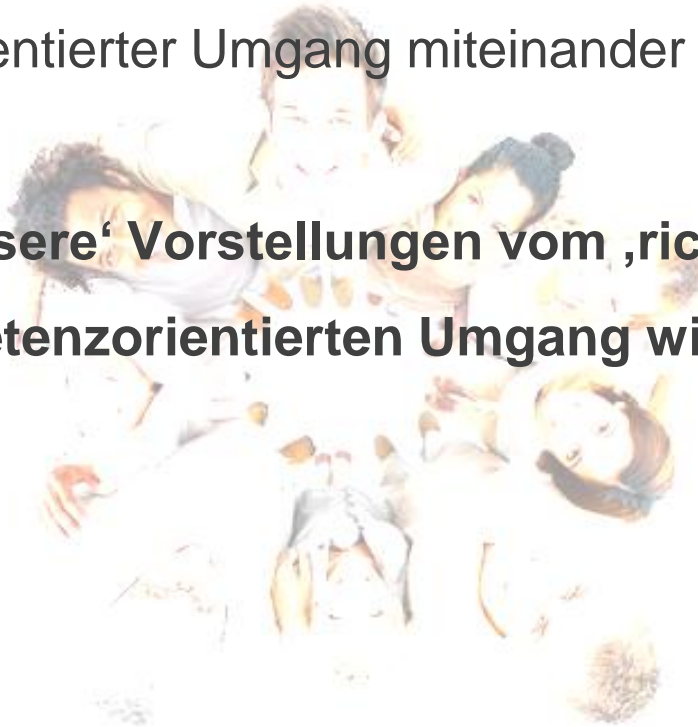 entierter Umgang miteinander
sere‘ Vorstellungen vom ‚ric
etenzorientierten Umgang wi